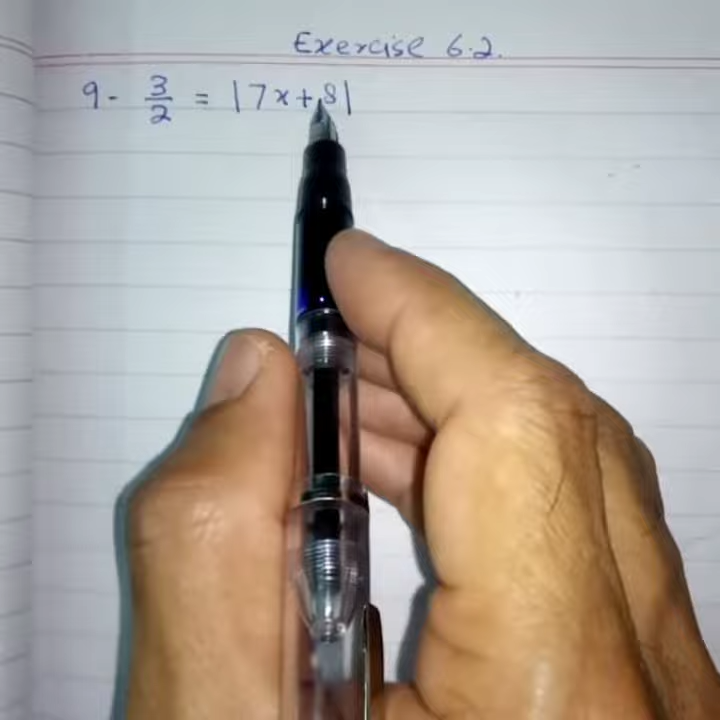 Exercise 6.2.
9 - 3/2 = |7x+8|